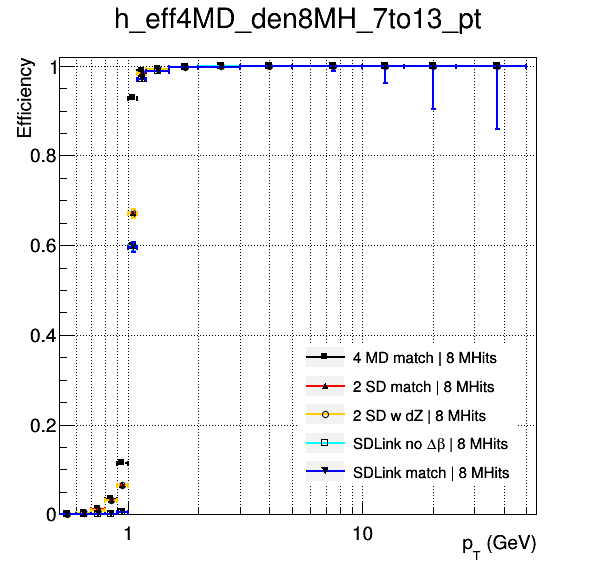 h_eff4MD_den8MH_7to13_pt
Efficiency
1
0.8
0.6
0.4
0.2
0
4 MD match | 8 MHits
2 SD match | 8 MHits
2 SD w dZ | 8 MHits
SDLink no Δβ | 8 MHits
SDLink match | 8 MHits
1
10
p_T (GeV)